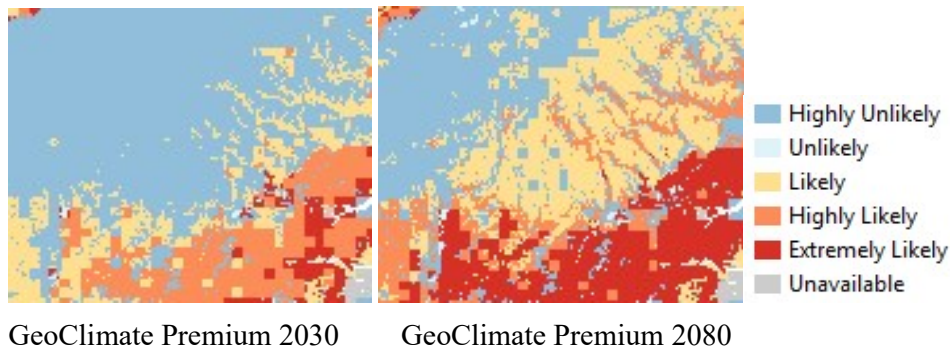 Highly Unlikely
Unlikely
Likely
Highly Likely
Extremely Likely
Unavailable
GeoClimate Premium 2030
GeoClimate Premium 2080